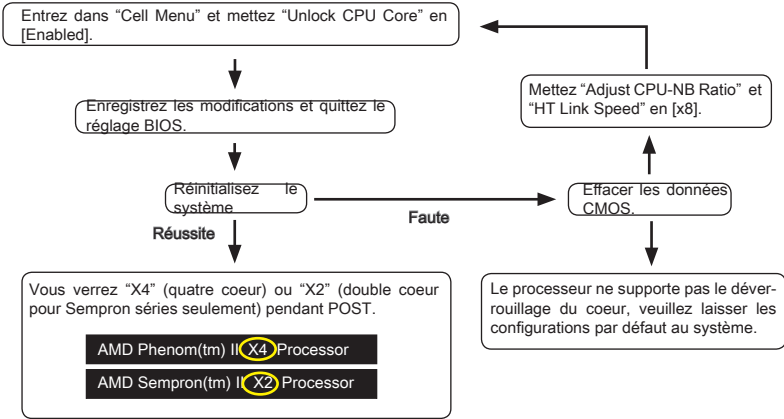 Entrez dans “Cell Menu” et mettez “Unlock CPU Core” en
[Enabled].
Enregistrez les modifications et quittez le
réglage BIOS.
Réinitialisez le
système
Réussite
Faute
Vous verrez “X4” (quatre coeur) ou “X2” (double coeur
pour Sempron séries seulement) pendant POST.
AMD Phenom(tm) II X4 Processor
AMD Sempron(tm) II X2 Processor
Mettez “Adjust CPU-NB Ratio” et
“HT Link Speed” en [x8].
Effacer les données
CMOS.
Le processeur ne supporte pas le déver-
rouillage du coeur, veuillez laisser les
configurations par défaut au système.